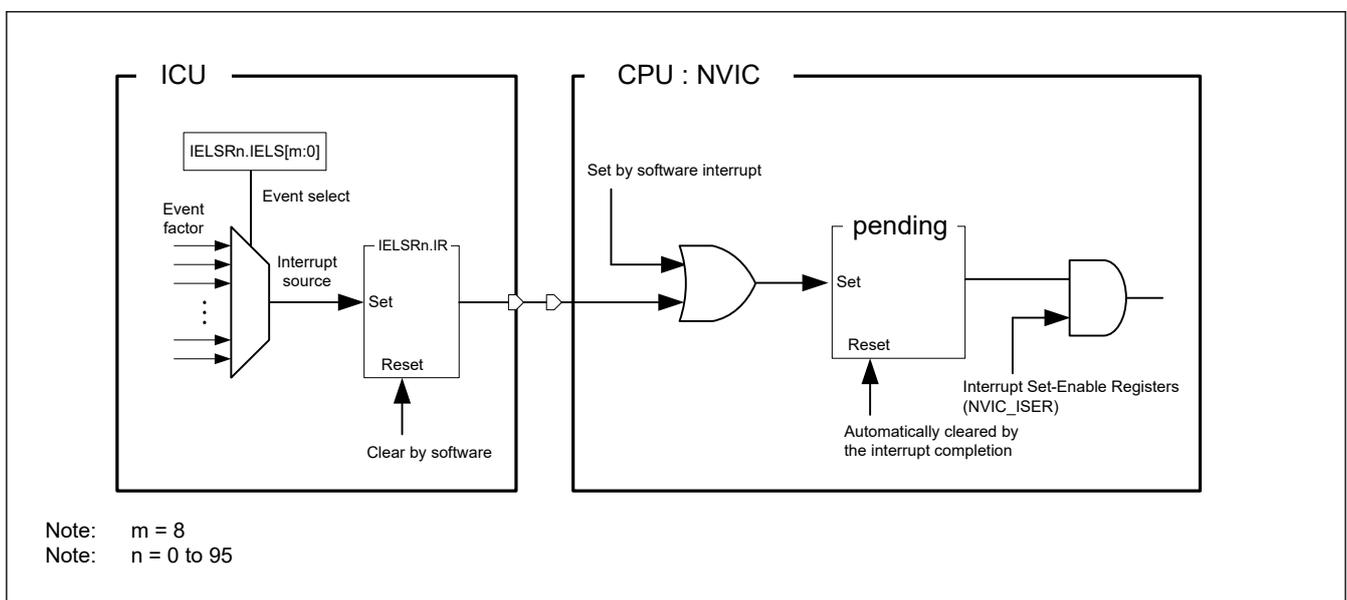 ICU
CPU : NVIC
IELSRn.IELS[m:0]
Event select
Event
factor
Interrupt
source
IELSRn.IR
Set
Reset
Clear by software
Set by software interrupt
pending
Set
Reset
Automatically cleared by
the interrupt completion
Interrupt Set-Enable Registers
(NVIC_ISER)
Note: m = 8
Note: n = 0 to 95